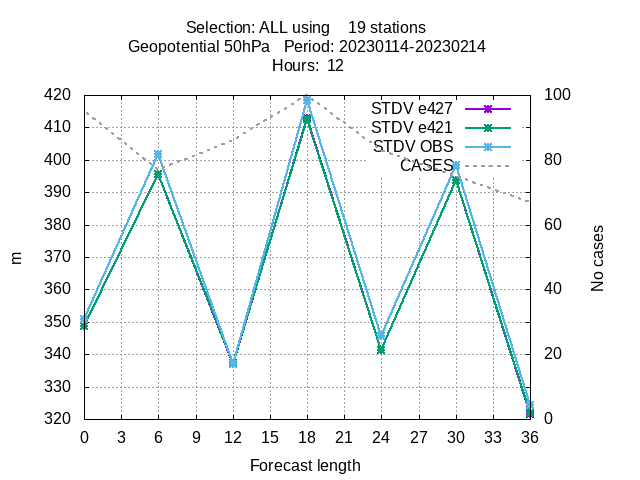 Selection: ALL using 19 stations
Geopotential 50hPa Period: 20230114-20230214
Hours: 12
420 100
STDV e427
410
STDV e421
STDV OBS
400 80
CASES
390
380 60
370
m
No cases
360 40
350
340 20
330
320 0
0 3 6 9 12 15 18 21 24 27 30 33 36
Forecast length